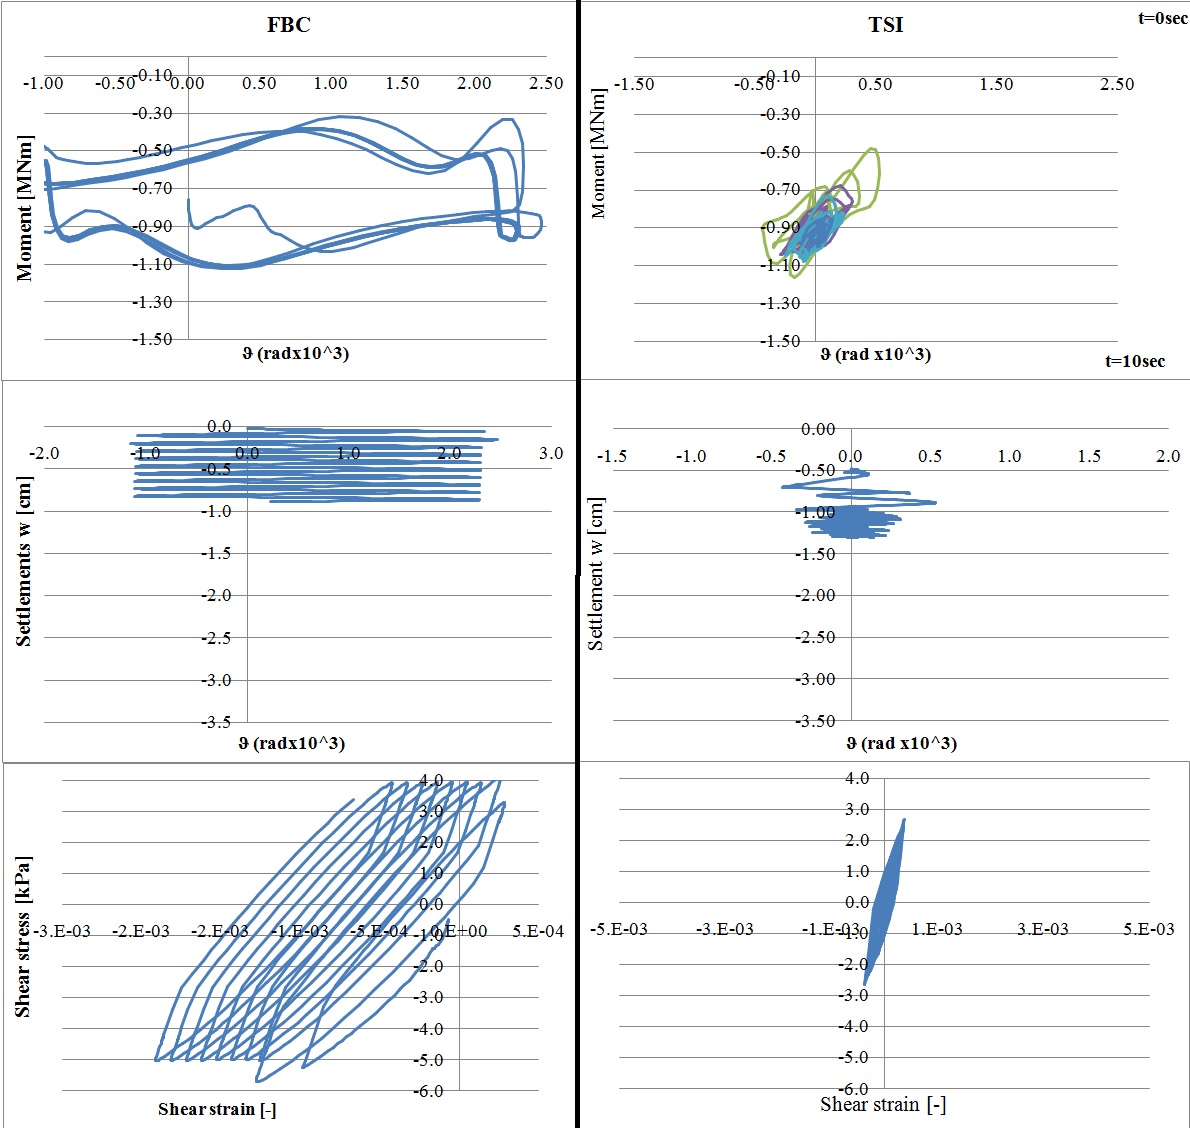 FBC
TSI
t=0sec
-1.00 -0.50 0.00 0.50 1.00 1.50 2.00 2.50
-0.10
-0.30
-0.50
-0.70
-0.90
-1.10
-1.30
-1.50
Moment [MNm]
ϑ (radx10^3)
-1.50 -0.50 0.50 1.50 2.50
-0.10
-0.30
-0.50
-0.70
-0.90
-1.10
-1.30
-1.50
Moment [MNm]
ϑ (rad x10^3)
t=10sec
0.0
-2.0 -1.0 0.0 1.0 2.0 3.0
-0.5
-1.0
-1.5
-2.0
-2.5
-3.0
-3.5
Settlements w [cm]
ϑ (radx10^3)
0.00
-1.5 -1.0 -0.5 0.0 0.5 1.0 1.5 2.0
-0.50
-1.00
-1.50
-2.00
-2.50
-3.00
-3.50
Settlement w [cm]
ϑ (rad x10^3)
4.0
3.0
2.0
1.0
0.0
-3.E-03 -2.E-03 -2.E-03 -1.E-03 -5.E-04 0.E+00 5.E-04
-1.0
-2.0
-3.0
-4.0
-5.0
-6.0
Shear stress [kPa]
Shear strain [-]
4.0
3.0
2.0
1.0
0.0
-5.E-03 -3.E-03 -1.E-03 1.E-03 3.E-03 5.E-03
-1.0
-2.0
-3.0
-4.0
-5.0
-6.0
Shear strain [-]